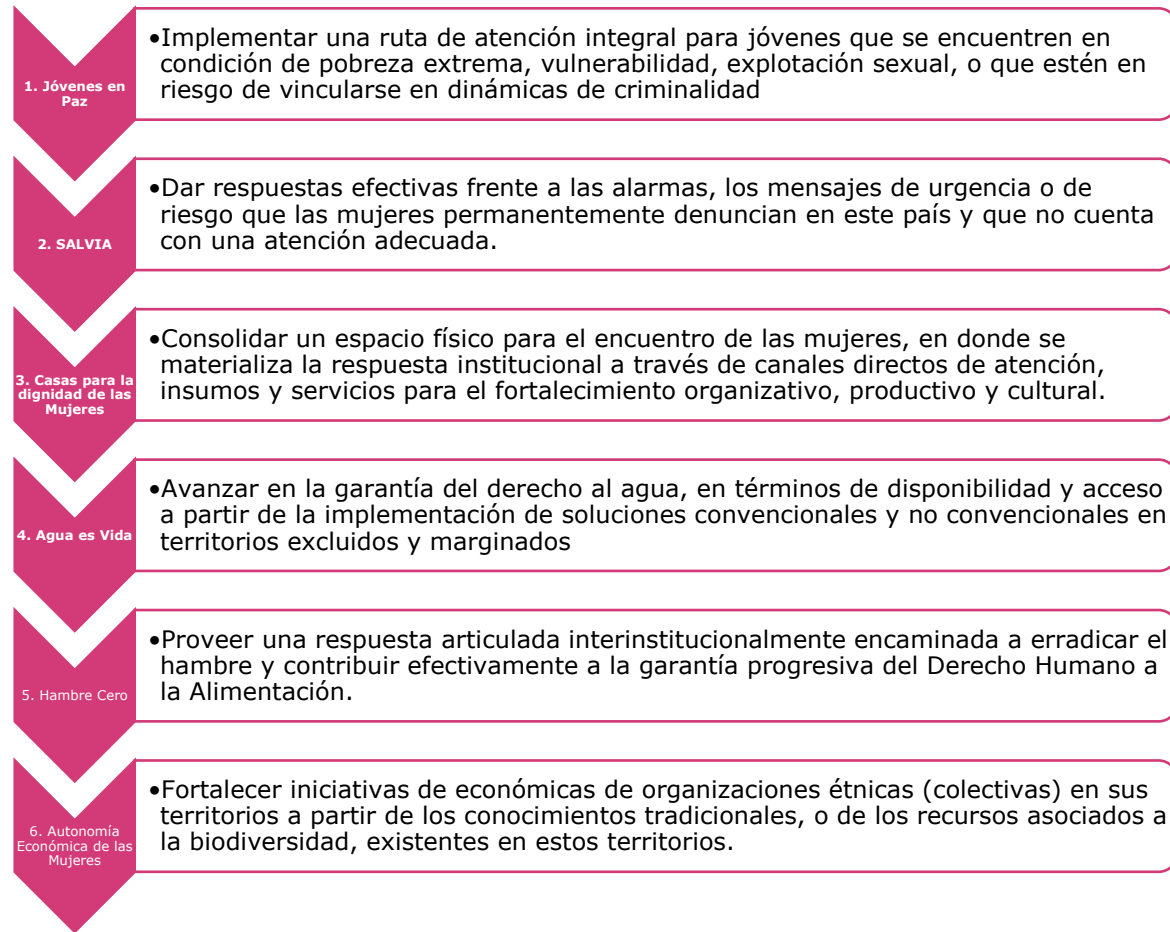 1. Jóvenes en
Paz
•Implementar una ruta de atención integral para jóvenes que se encuentren en
condición de pobreza extrema, vulnerabilidad, explotación sexual, o que estén en
riesgo de vincularse en dinámicas de criminalidad
2. SALVIA
•Dar respuestas efectivas frente a las alarmas, los mensajes de urgencia o de
riesgo que las mujeres permanentemente denuncian en este país y que no cuenta
con una atención adecuada.
3. Casas para la
dignidad de las
Mujeres
•Consolidar un espacio físico para el encuentro de las mujeres, en donde se
materializa la respuesta institucional a través de canales directos de atención,
insumos y servicios para el fortalecimiento organizativo, productivo y cultural.
4. Agua es Vida
•Avanzar en la garantía del derecho al agua, en términos de disponibilidad y acceso
a partir de la implementación de soluciones convencionales y no convencionales en
territorios excluidos y marginados
5. Hambre Cero
•Proveer una respuesta articulada interinstitucionalmente encaminada a erradicar el
hambre y contribuir efectivamente a la garantía progresiva del Derecho Humano a
la Alimentación.
6. Autonomía
Económica de las
Mujeres
•Fortalecer iniciativas de económicas de organizaciones étnicas (colectivas) en sus
territorios a partir de los conocimientos tradicionales, o de los recursos asociados a
la biodiversidad, existentes en estos territorios.